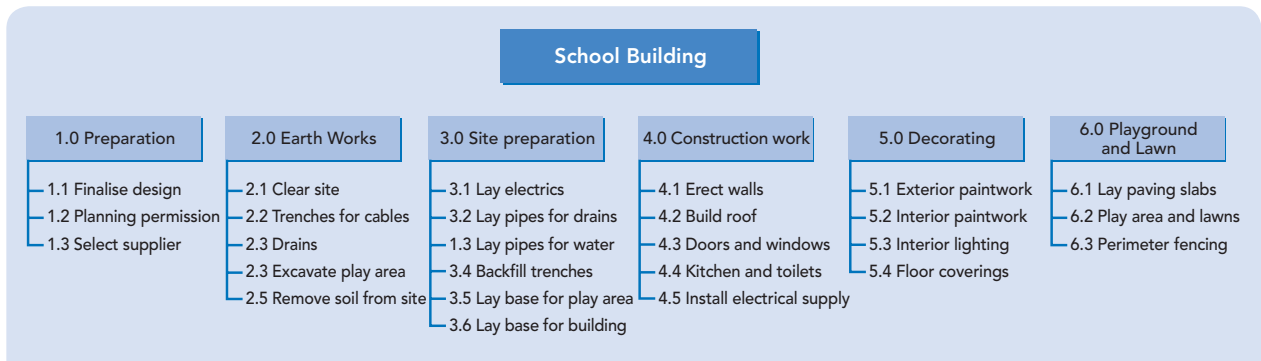 School Building
1.0 Preparation
1.1 Finalise design
1.2 Planning permission
1.3 Select supplier
2.0 Earth Works
2.1 Clear site
2.2 Trenches for cables
2.3 Drains
2.3 Excavate play area
2.5 Remove soil from site
3.0 Site preparation
3.1 Lay electrics
3.2 Lay pipes for drains
1.3 Lay pipes for water
3.4 Backfill trenches
3.5 Lay base for play area
3.6 Lay base for building
4.0 Construction work
4.1 Erect walls
4.2 Build roof
4.3 Doors and windows
4.4 Kitchen and toilets
4.5 Install electrical supply
5.0 Decorating
5.1 Exterior paintwork
5.2 Interior paintwork
5.3 Interior lighting
5.4 Floor coverings
6.0 Playground
and Lawn
6.1 Lay paving slabs
6.2 Play area and lawns
6.3 Perimeter fencing